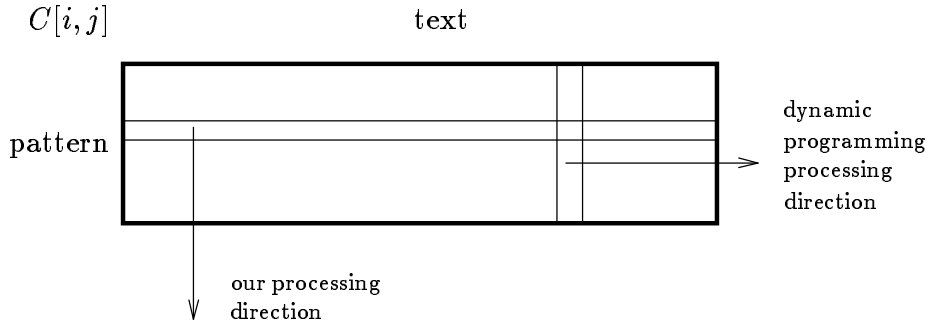 C[i, j]
text
pattern
dynamic
programming
processing
direction
our processing
direction